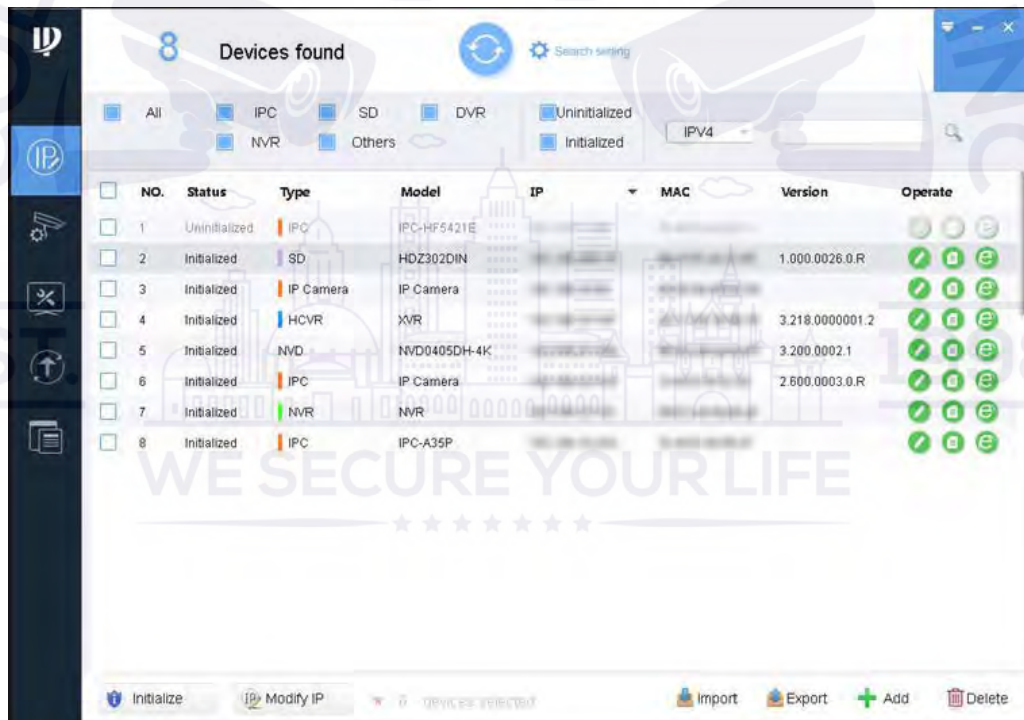 8 Devices found Search setting
All IPC SD DVR Uninitialized
NVR Others Initialized IPV4
NO. Status Type Model IP MAC Version Operate
1 Uninitialized IPC IPC-HF5421E
2 Initialized SD HDZ302DIN 1.000.0026.0.R
3 Initialized IP Camera IP Camera
4 Initialized HCVR XVR 3.218.0000001.2
5 Initialized NVD NVD0405DH-4K 3.200.0002.1
6 Initialized IPC IP Camera 2.600.0003.0.R
7 Initialized NVR NVR
8 Initialized IPC IPC-A35P
WE SECURE YOUR LIFE
Initialize IP Modify IP 0 devices selected Import Export Add Delete